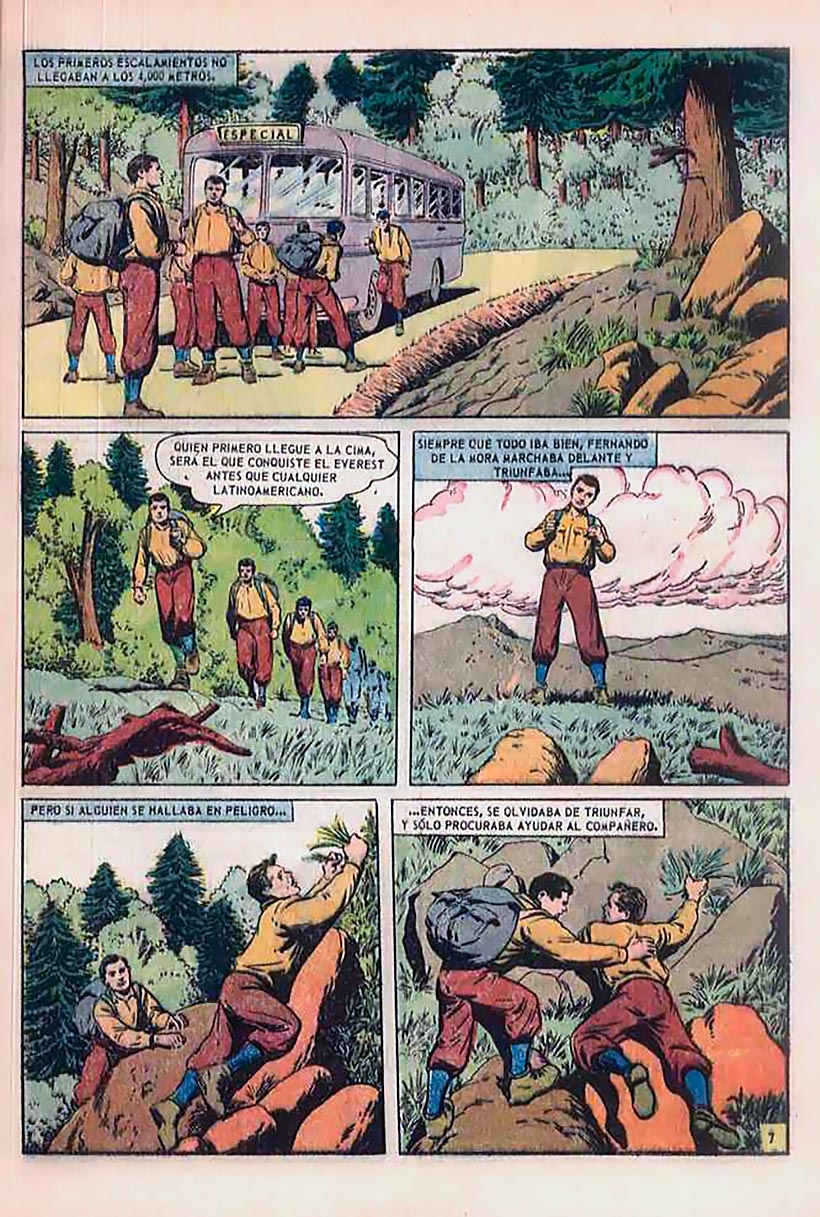 LOS PRIMEROS ESCALAMIENTOS NO
LLEGABAN A LOS 4,000 METROS.
ESPECIAL
QUIEN PRIMERO LLEGUE A LA CIMA,
SERA EL QUE CONQUISTE EL EVEREST
ANTES QUE CUALQUIER
LATINOAMERICANO.
SIEMPRE QUE TODO IBA BIEN, FERNANDO
DE LA MORA MARCHABA DELANTE Y
TRIUNFABA...
PERO SI ALGUIEN SE HALLABA EN PELIGRO...
...ENTONCES, SE OLVIDABA DE TRIUNFAR,
Y SÓLO PROCURABA AYUDAR AL COMPAÑERO.
7